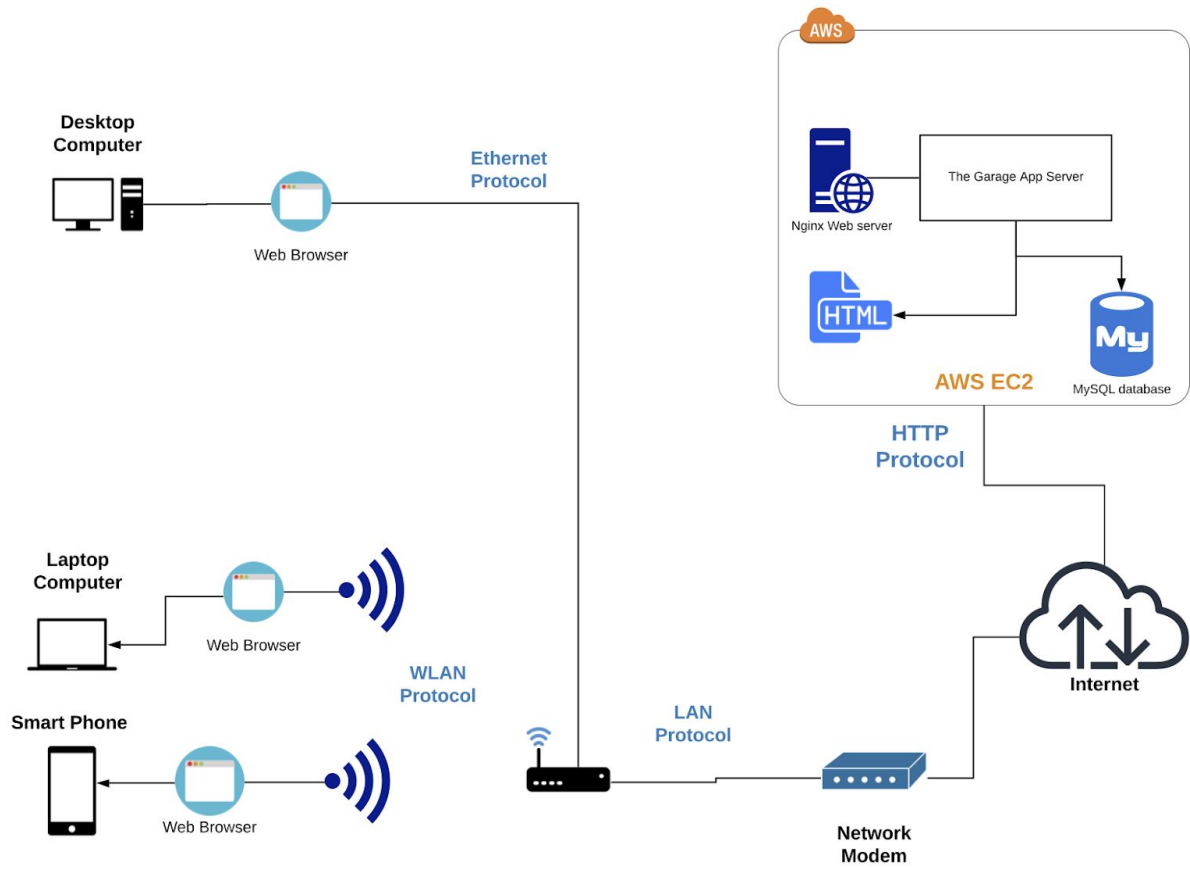 AWS
Desktop
Computer
Web Browser
Ethernet
Protocol
Nginx Web server
The Garage App Server
HTML
My
MySQL database
AWS EC2
HTTP
Protocol
Laptop
Computer
Web Browser
WLAN
Protocol
Smart Phone
Web Browser
LAN
Protocol
Network
Modem
Internet